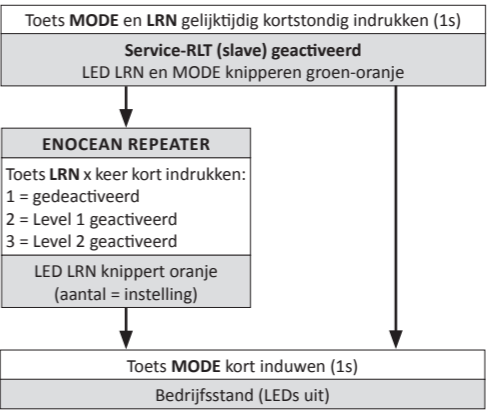 Toets MODE en LRN gelijktijdig kortstondig indrukken (1s)
Service-RLT (slave) geactiveerd
LED LRN en MODE knipperen groen-oranje
ENOCEAN REPEATER
Toets LRN x keer kort indrukken:
1 = gedeactiveerd
2 = Level 1 geactiveerd
3 = Level 2 geactiveerd
LED LRN knippert oranje
(aantal = instelling)
Toets MODE kort induwen (1s)
Bedrijfsstand (LEDs uit)